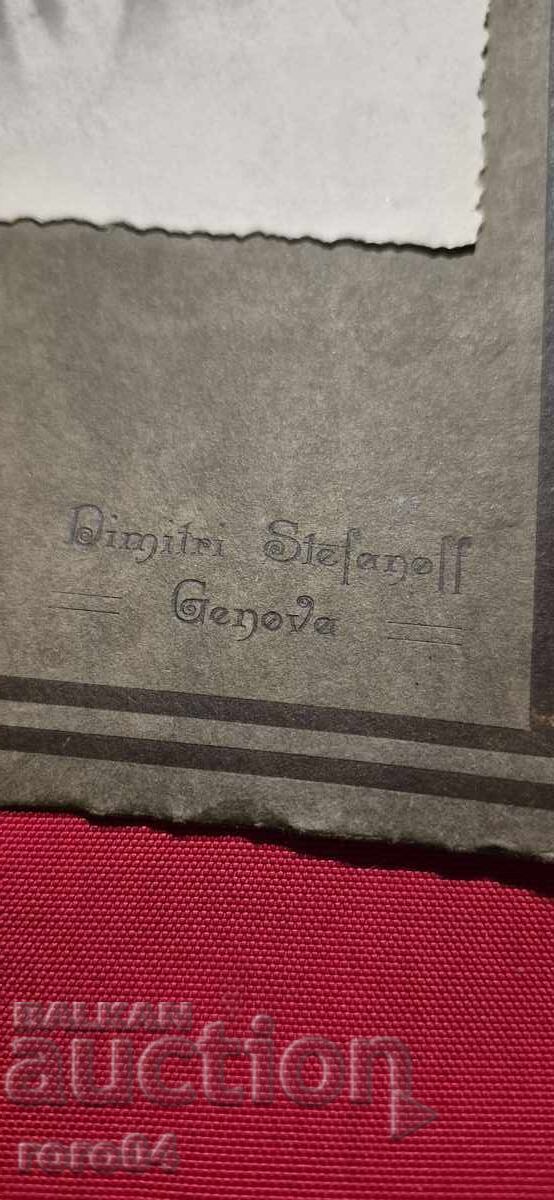 Dimitri Stefanoff
Genova
BALKAN
auction
roro04